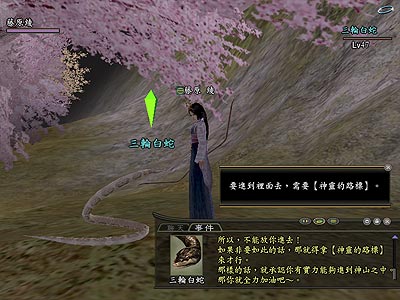 藤原綾
三輪白蛇
Lv47
藤原 綾
三輪白蛇
要進到裡面去，需要【神靈的路標】。
聊天
事件
所以，不能放你進去！
如果非要如此的話，那就得拿【神靈的路標】
來才行。
那樣的話，就承認你有實力能夠進到神山之中。
那你就全力加油吧～。
三輪白蛇